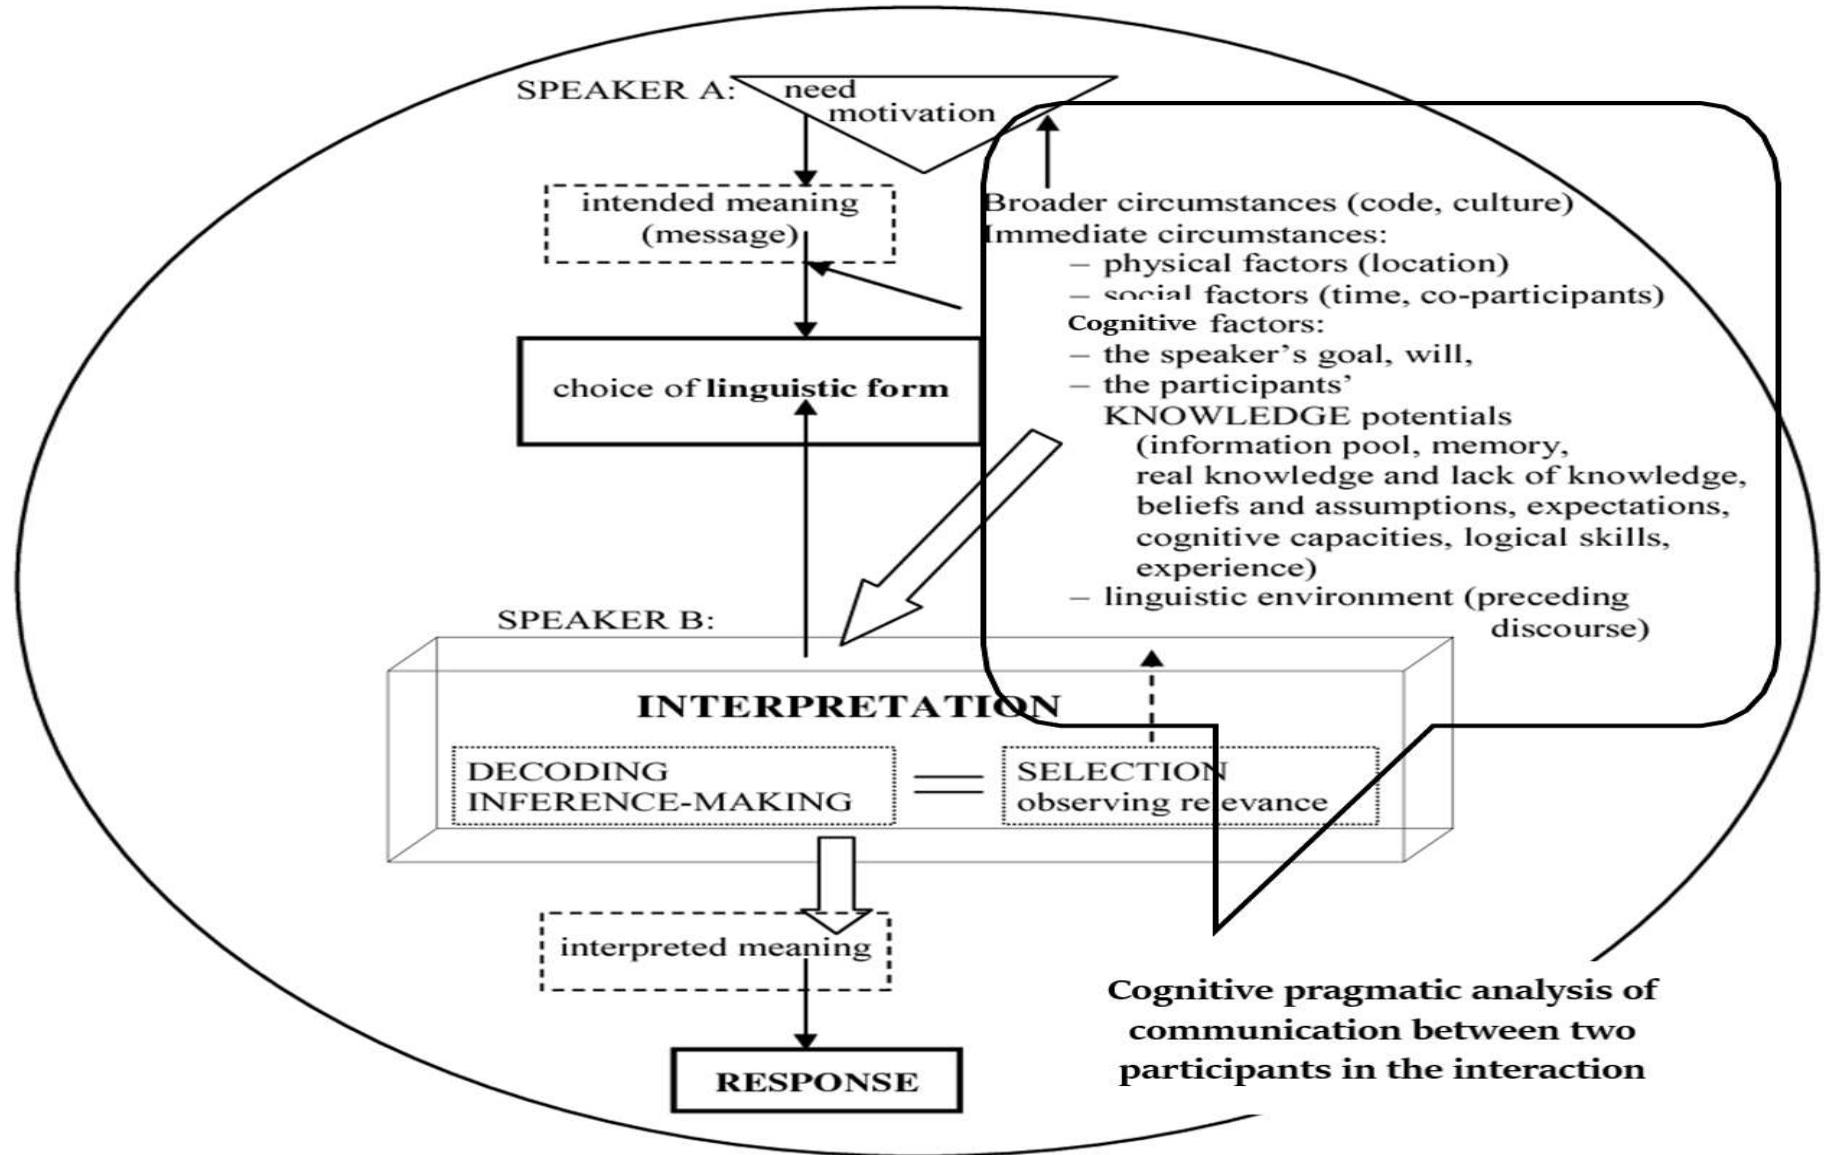 SPEAKER A:
need
motivation
intended meaning
(message)
Broader circumstances (code, culture)
Immediate circumstances:
– physical factors (location)
– social factors (time, co-participants)
Cognitive factors:
– the speaker’s goal, will,
– the participants’
KNOWLEDGE potentials
(information pool, memory,
real knowledge and lack of knowledge,
beliefs and assumptions, expectations,
cognitive capacities, logical skills,
experience)
– linguistic environment (preceding
discourse)
choice of linguistic form
SPEAKER B:
INTERPRETATION
DECODING
INFERENCE-MAKING
SELECTION
observing relevance
interpreted meaning
RESPONSE
Cognitive pragmatic analysis of
communication between two
participants in the interaction